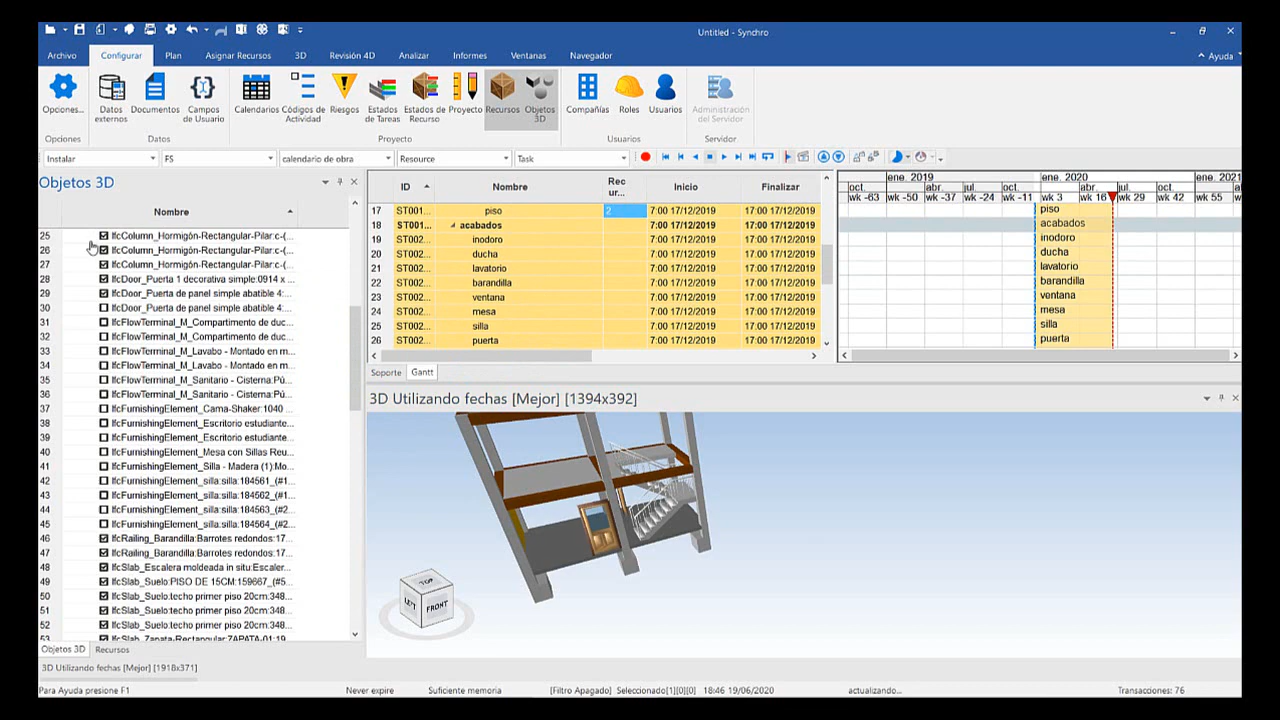 Untitled - Synchro
Archivo Configurar Plan Asignar Recursos 3D Revisión 4D Analizar Informes Ventanas Navegador Ayuda
Opciones... Datos externos Documentos Campos de Usuario Calendarios Códigos de Actividad Riesgos Estados de Tareas Estados de Recurso Proyecto Recursos Objetos 3D Compañías Roles Usuarios Administración del Servidor
Opciones Datos Proyecto Usuarios Servidor
Instalar FS calendario de obra Resource Task
Objetos 3D
Nombre
25 IfcColumn_Hormigón-Rectangular-Pilar:c-(...
26 IfcColumn_Hormigón-Rectangular-Pilar:c-(...
27 IfcColumn_Hormigón-Rectangular-Pilar:c-(...
28 IfcDoor_Puerta 1 decorativa simple:0914 x ...
29 IfcDoor_Puerta de panel simple abatible 4:...
30 IfcDoor_Puerta de panel simple abatible 4:...
31 IfcFlowTerminal_M_Compartimento de duc...
32 IfcFlowTerminal_M_Compartimento de duc...
33 IfcFlowTerminal_M_Lavabo - Montado en m...
34 IfcFlowTerminal_M_Lavabo - Montado en m...
35 IfcFlowTerminal_M_Sanitario - Cisterna:Pú...
36 IfcFlowTerminal_M_Sanitario - Cisterna:Pú...
37 IfcFurnishingElement_Cama-Shaker:1040 ...
38 IfcFurnishingElement_Escritorio estudiante...
39 IfcFurnishingElement_Escritorio estudiante...
40 IfcFurnishingElement_Mesa con Sillas Reu...
41 IfcFurnishingElement_Silla - Madera (1):Mo...
42 IfcFurnishingElement_silla:silla:184561_(#1...
43 IfcFurnishingElement_silla:silla:184562_(#1...
44 IfcFurnishingElement_silla:silla:184563_(#2...
45 IfcFurnishingElement_silla:silla:184564_(#2...
46 IfcRailing_Barandilla:Barrotes redondos:17...
47 IfcRailing_Barandilla:Barrotes redondos:17...
48 IfcSlab_Escalera moldeada in situ:Escaler...
49 IfcSlab_Suelo:PISO DE 15CM:159667_(#5...
50 IfcSlab_Suelo:techo primer piso 20cm:348...
51 IfcSlab_Suelo:techo primer piso 20cm:348...
52 IfcSlab_Suelo:techo primer piso 20cm:348...
53 IfcSlab_Zapata-Rectangular:ZAPATA-01:19...
Objetos 3D Recursos
3D Utilizando fechas [Mejor] [1918x371]
ID Nombre Recur... Inicio Finalizar
17 ST001... piso 2 7:00 17/12/2019 17:00 17/12/2019
18 ST001... acabados 7:00 17/12/2019 17:00 17/12/2019
19 ST002... inodoro 7:00 17/12/2019 17:00 17/12/2019
20 ST002... ducha 7:00 17/12/2019 17:00 17/12/2019
21 ST002... lavatorio 7:00 17/12/2019 17:00 17/12/2019
22 ST002... barandilla 7:00 17/12/2019 17:00 17/12/2019
23 ST002... ventana 7:00 17/12/2019 17:00 17/12/2019
24 ST002... mesa 7:00 17/12/2019 17:00 17/12/2019
25 ST002... silla 7:00 17/12/2019 17:00 17/12/2019
26 ST002... puerta 7:00 17/12/2019 17:00 17/12/2019
Soporte Gantt
ene. 2019 ene. 2020 ene. 2021
oct. abr. jul. oct. abr. jul. oct.
wk -63 wk -50 wk -37 wk -24 wk -11 wk 3 wk 16 wk 29 wk 42 wk 55
piso
acabados
inodoro
ducha
lavatorio
barandilla
ventana
mesa
silla
puerta
3D Utilizando fechas [Mejor] [1394x392]
TOP
LEFT FRONT
Para Ayuda presione F1 Never expire Suficiente memoria [Filtro Apagado] Seleccionado[1][0][0] 18:46 19/06/2020 actualizando... Transacciones: 76